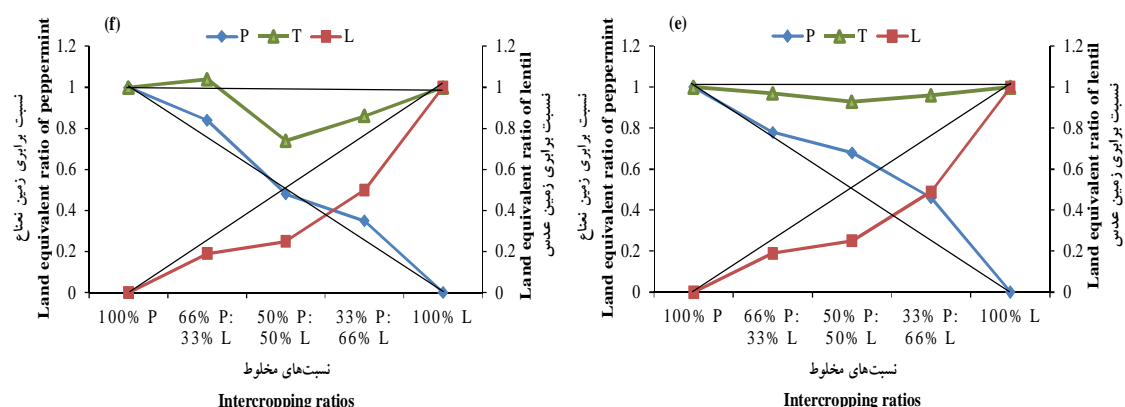 (f)
P T L
Land equivalent ratio of peppermint
نسبت برابری زمین نعناع
1.2
1
0.8
0.6
0.4
0.2
0
1.2
1
0.8
0.6
0.4
0.2
0
Land equivalent ratio of lentil
نسبت برابری زمین عدس
100% P 66% P: 50% P: 33% P: 100% L
33% L 50% L 66% L
نسبت‌های مخلوط
Intercropping ratios
(e)
P T L
Land equivalent ratio of peppermint
نسبت برابری زمین نعناع
1.2
1
0.8
0.6
0.4
0.2
0
1.2
1
0.8
0.6
0.4
0.2
0
Land equivalent ratio of lentil
نسبت برابری زمین عدس
100% P 66% P: 50% P: 33% P: 100% L
33% L 50% L 66% L
نسبت‌های مخلوط
Intercropping ratios